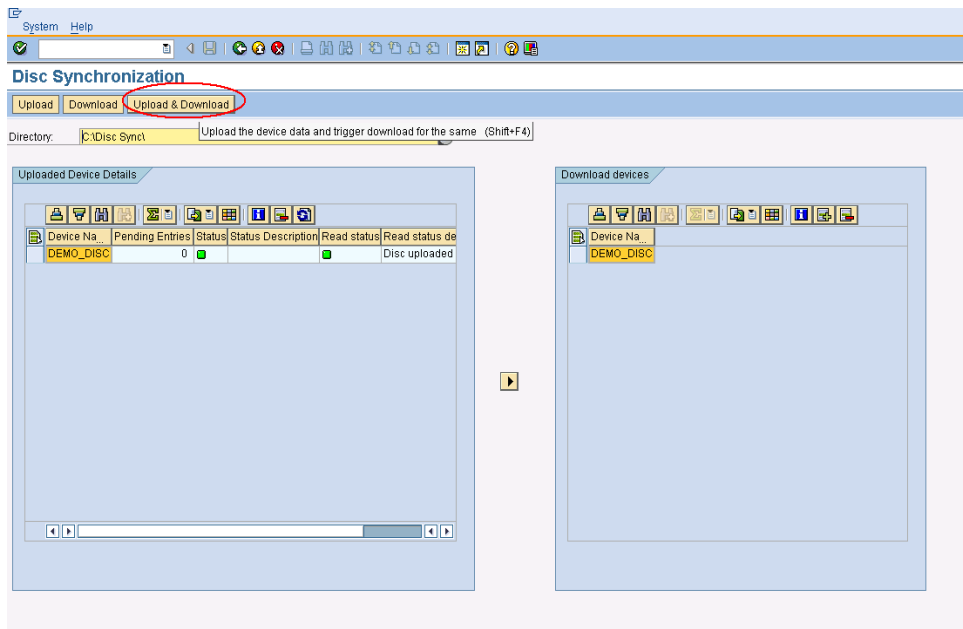 System Help
Disc Synchronization
Upload Download Upload & Download
Directory: C:\Disc Sync\
Upload the device data and trigger download for the same (Shift+F4)
Uploaded Device Details
Download devices
Device Na... Pending Entries Status Status Description Read status Read status de
Device Na...
DEMO_DISC 0 Disc uploaded
DEMO_DISC